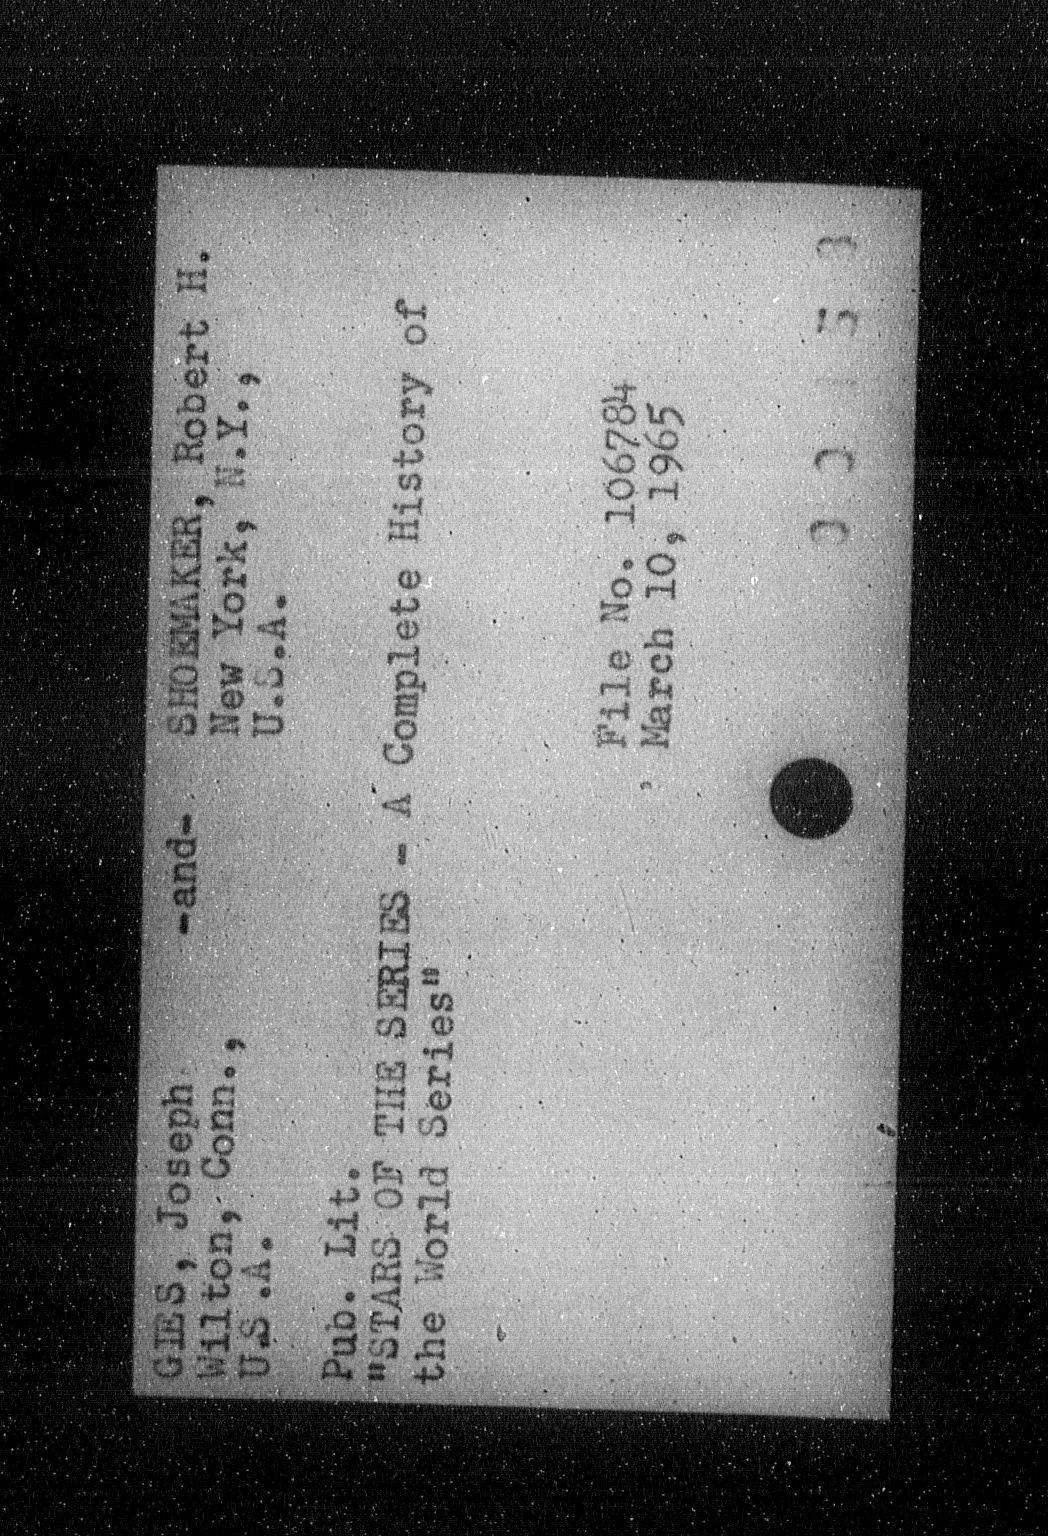 GIES, Joseph -and- SHOEMAKER, Robert H.
Wilton, Conn., New York, N.Y.,
U.S.A. U.S.A.
Pub. Lit.
"STARS OF THE SERIES - A Complete History of
the World Series"
File No. 106784
March 10, 1965